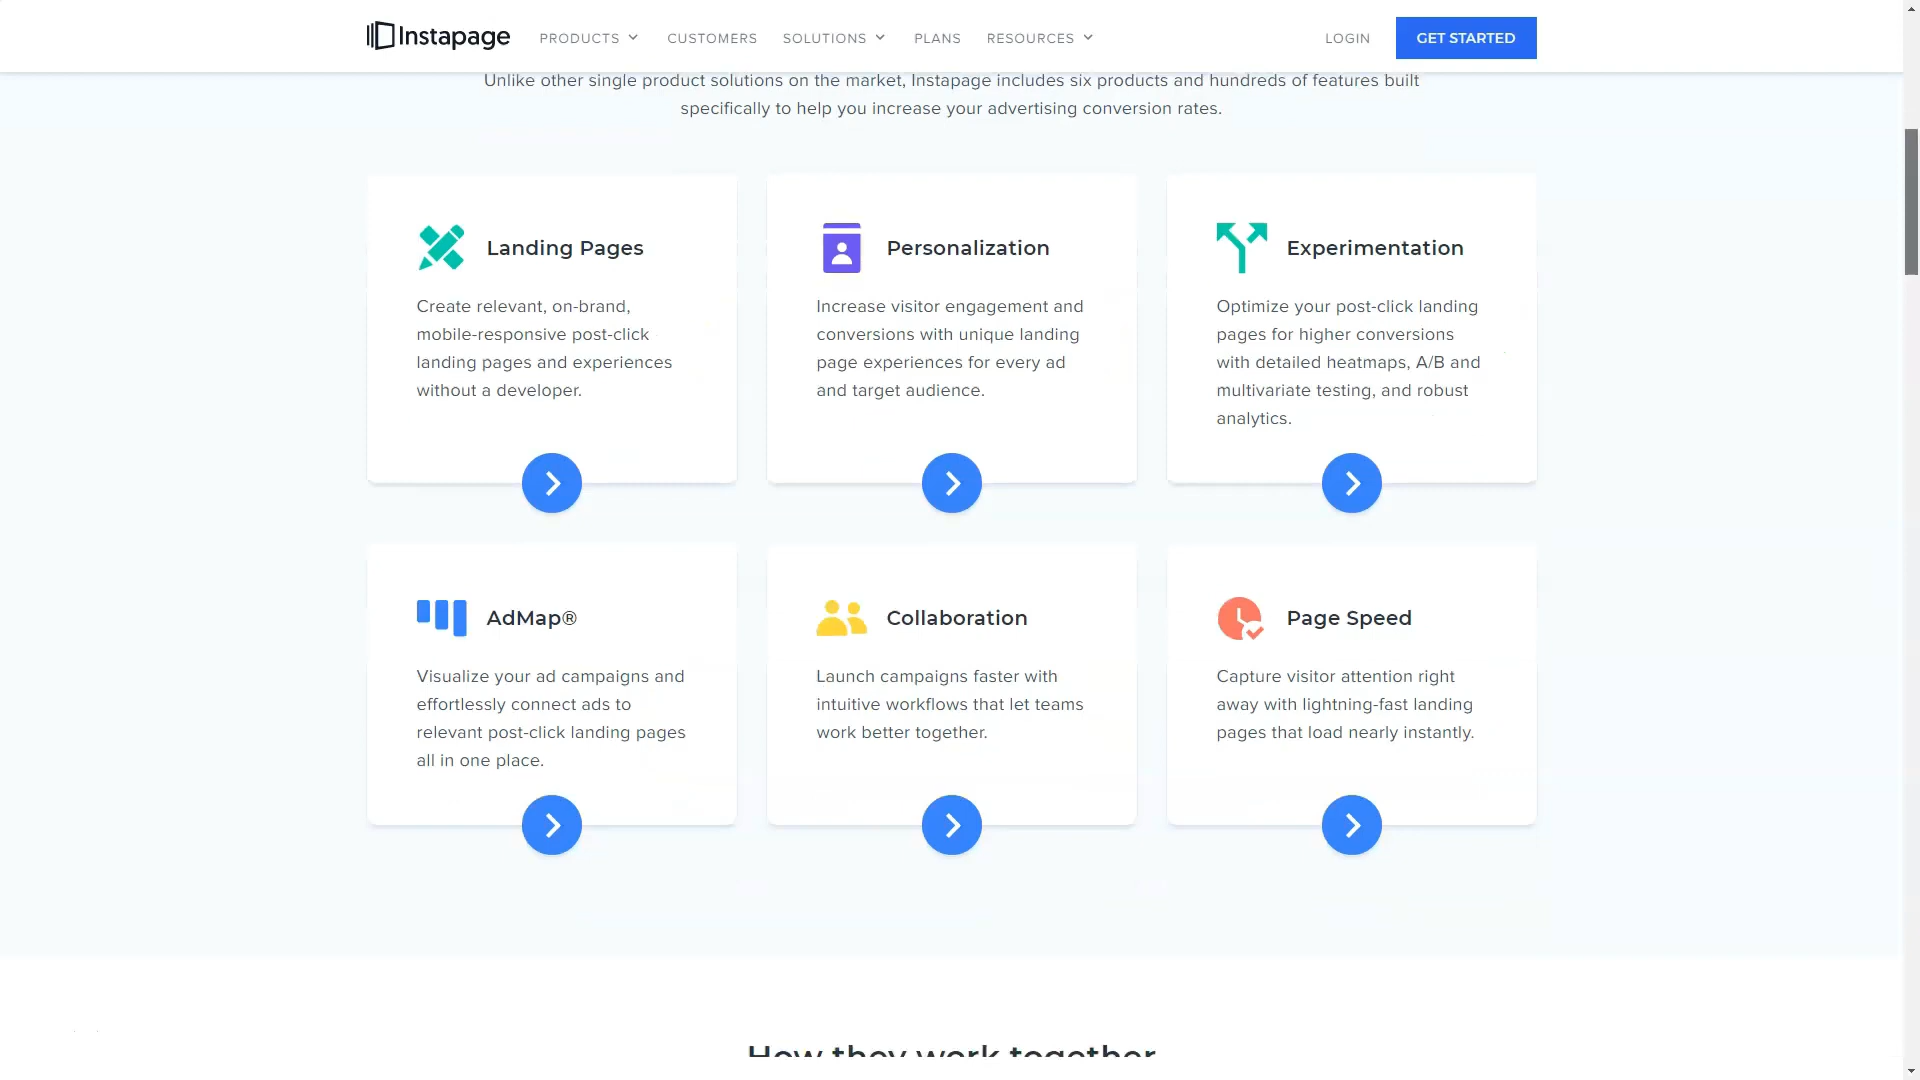 Instapage PRODUCTS CUSTOMERS SOLUTIONS PLANS RESOURCES LOGIN GET STARTED
Unlike other single product solutions on the market, Instapage includes six products and hundreds of features built
specifically to help you increase your advertising conversion rates.
Landing Pages
Create relevant, on-brand,
mobile-responsive post-click
landing pages and experiences
without a developer.
Personalization
Increase visitor engagement and
conversions with unique landing
page experiences for every ad
and target audience.
Experimentation
Optimize your post-click landing
pages for higher conversions
with detailed heatmaps, A/B and
multivariate testing, and robust
analytics.
AdMap®
Visualize your ad campaigns and
effortlessly connect ads to
relevant post-click landing pages
all in one place.
Collaboration
Launch campaigns faster with
intuitive workflows that let teams
work better together.
Page Speed
Capture visitor attention right
away with lightning-fast landing
pages that load nearly instantly.
How they work together